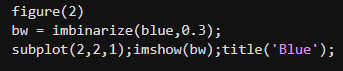 figure(2)
bw = imbinarize(blue,0.3);
subplot(2,2,1);imshow(bw);title('Blue');